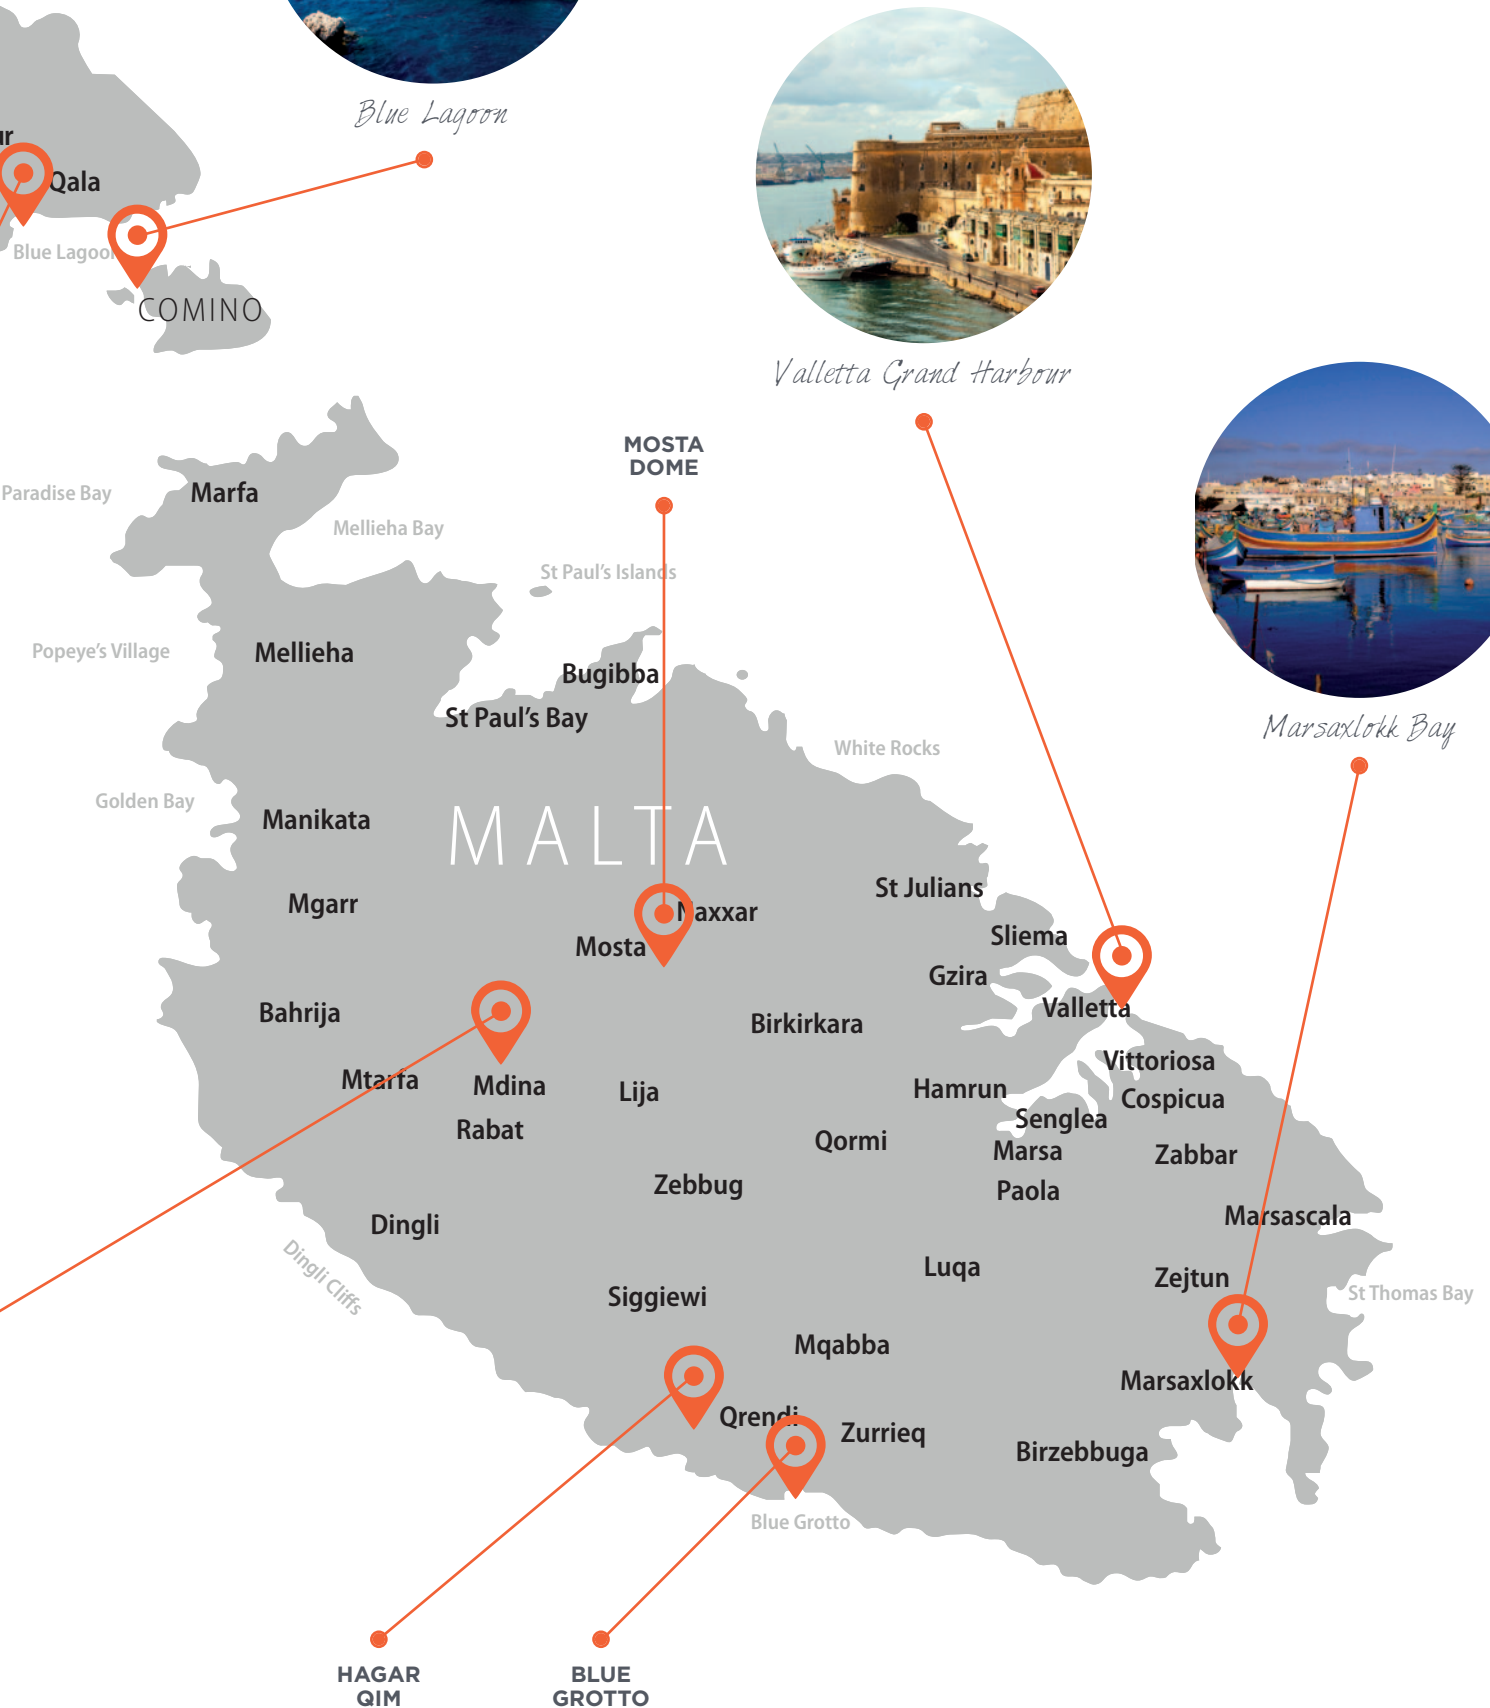 Blue Lagoon
Qala
Blue Lagoon
COMINO
Valletta Grand Harbour
MOSTA
DOME
Paradise Bay
Marfa
Mellieha Bay
St Paul's Islands
Popeye's Village
Mellieha
Bugibba
St Paul's Bay
Marsaxlokk Bay
White Rocks
Golden Bay
Manikata
MALTA
Mgarr
St Julians
Naxxar
Mosta
Sliema
Gzira
Bahrija
Valletta
Birkirkara
Vittoriosa
Mtarfa
Mdina
Lija
Hamrun
Cospicua
Senglea
Rabat
Qormi
Marsa
Zabbar
Zebbug
Paola
Dingli
Marsascala
Dingli Cliffs
Luqa
Zejtun
Siggiewi
St Thomas Bay
Mqabba
Marsaxlokk
Qrendi
Zurrieq
Birzebbuga
Blue Grotto
HAGAR
QIM
BLUE
GROTTO